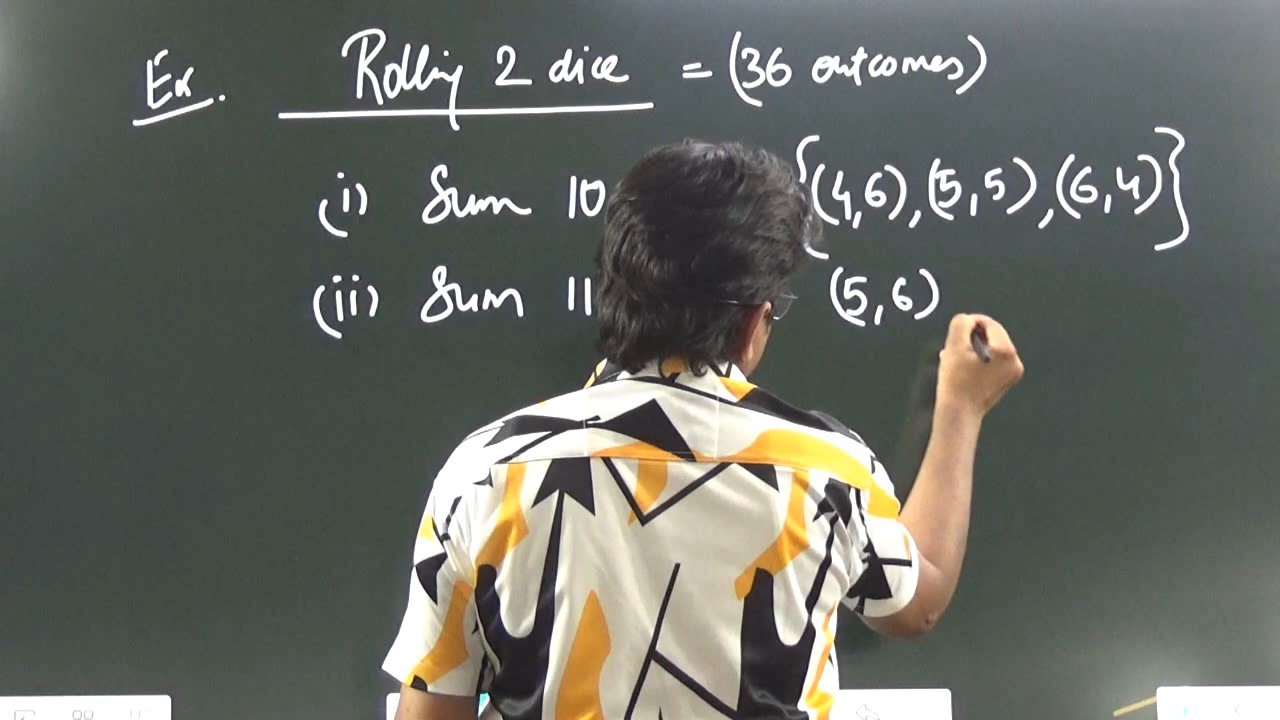 Ex. Rolling 2 dice = (36 outcomes)
(i) Sum 10 {(4,6),(5,5),(6,4)}
(ii) Sum 11 (5,6)